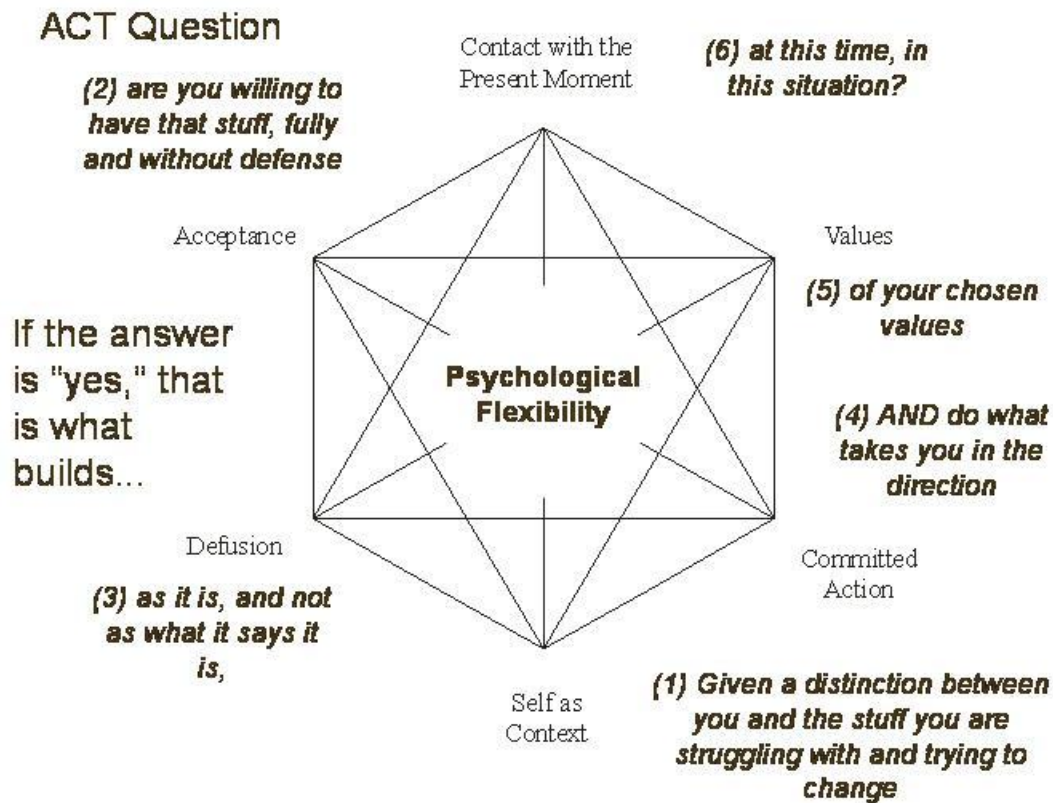 ACT Question
Contact with the
Present Moment
(6) at this time, in
this situation?
(2) are you willing to
have that stuff, fully
and without defense
Acceptance
Values
(5) of your chosen
values
If the answer
is "yes," that
is what
builds...
Psychological
Flexibility
(4) AND do what
takes you in the
direction
Defusion
Committed
Action
(3) as it is, and not
as what it says it
is,
Self as
Context
(1) Given a distinction between
you and the stuff you are
struggling with and trying to
change